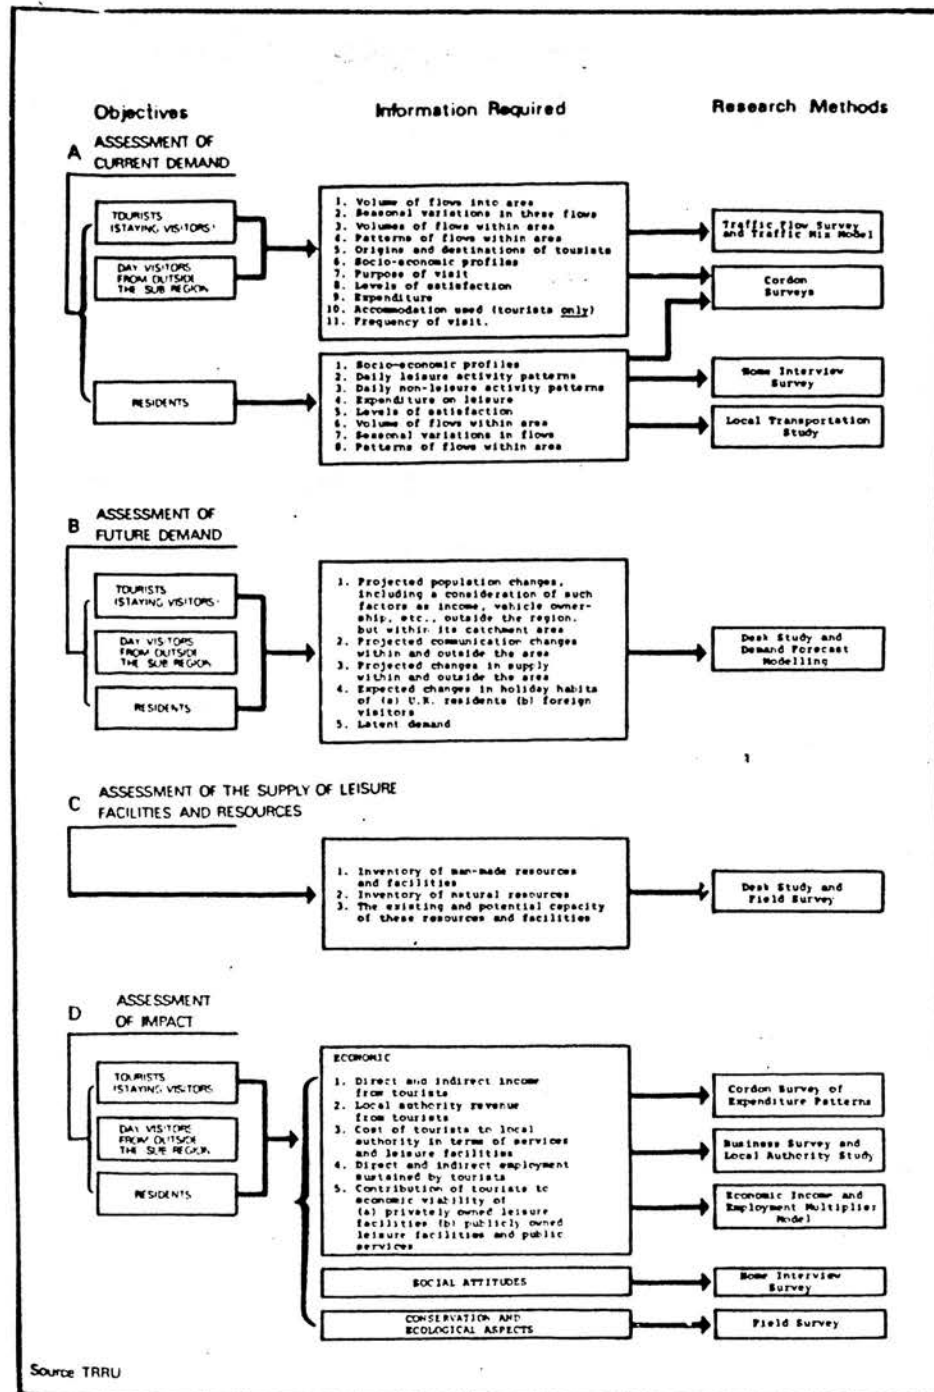 Objectives
Information Required
Research Methods
A ASSESSMENT OF
CURRENT DEMAND
TOURISTS
(STAYING VISITORS)
DAY VISITORS
FROM OUTSIDE
THE SUB REGION
RESIDENTS
1. Volume of flows into area
2. Seasonal variations in these flows
3. Volumes of flows within area
4. Patterns of flows within area
5. Origins and destinations of tourists
6. Socio-economic profiles
7. Purpose of visit
8. Levels of satisfaction
9. Expenditure
10. Accommodation used (tourists only)
11. Frequency of visit.
1. Socio-economic profiles
2. Daily leisure activity patterns
3. Daily non-leisure activity patterns
4. Expenditure on leisure
5. Levels of satisfaction
6. Volume of flows within area
7. Seasonal variations in flows
8. Patterns of flows within area
Traffic Flow Survey
and Traffic Mix Model
Cordon
Surveys
Home Interview
Survey
Local Transportation
Study
B ASSESSMENT OF
FUTURE DEMAND
TOURISTS
(STAYING VISITORS)
DAY VISITORS
FROM OUTSIDE
THE SUB REGION
RESIDENTS
1. Projected population changes,
including a consideration of such
factors as income, vehicle owner-
ship, etc., outside the region,
but within its catchment area
2. Projected communication changes
within and outside the area
3. Projected changes in supply
within and outside the area
4. Expected changes in holiday habits
of (a) U.K. residents (b) foreign
visitors
5. Latent demand
Desk Study and
Demand Forecast
Modelling
C ASSESSMENT OF THE SUPPLY OF LEISURE
FACILITIES AND RESOURCES
1. Inventory of man-made resources
and facilities
2. Inventory of natural resources
3. The existing and potential capacity
of these resources and facilities
Desk Study and
Field Survey
D ASSESSMENT
OF IMPACT
TOURISTS
(STAYING VISITORS
DAY VISITORS
FROM OUTSIDE
THE SUB REGION
RESIDENTS
ECONOMIC
1. Direct and indirect income
from tourists
2. Local authority revenue
from tourists
3. Cost of tourists to local
authority in terms of services
and leisure facilities
4. Direct and indirect employment
sustained by tourists
5. Contribution of tourists to
economic viability of
(a) privately owned leisure
facilities (b) publicly owned
leisure facilities and public
services
SOCIAL ATTITUDES
CONSERVATION AND
ECOLOGICAL ASPECTS
Cordon Survey of
Expenditure Patterns
Business Survey and
Local Authority Study
Economic Income and
Employment Multiplier
Model
Home Interview
Survey
Field Survey
Source TRRU